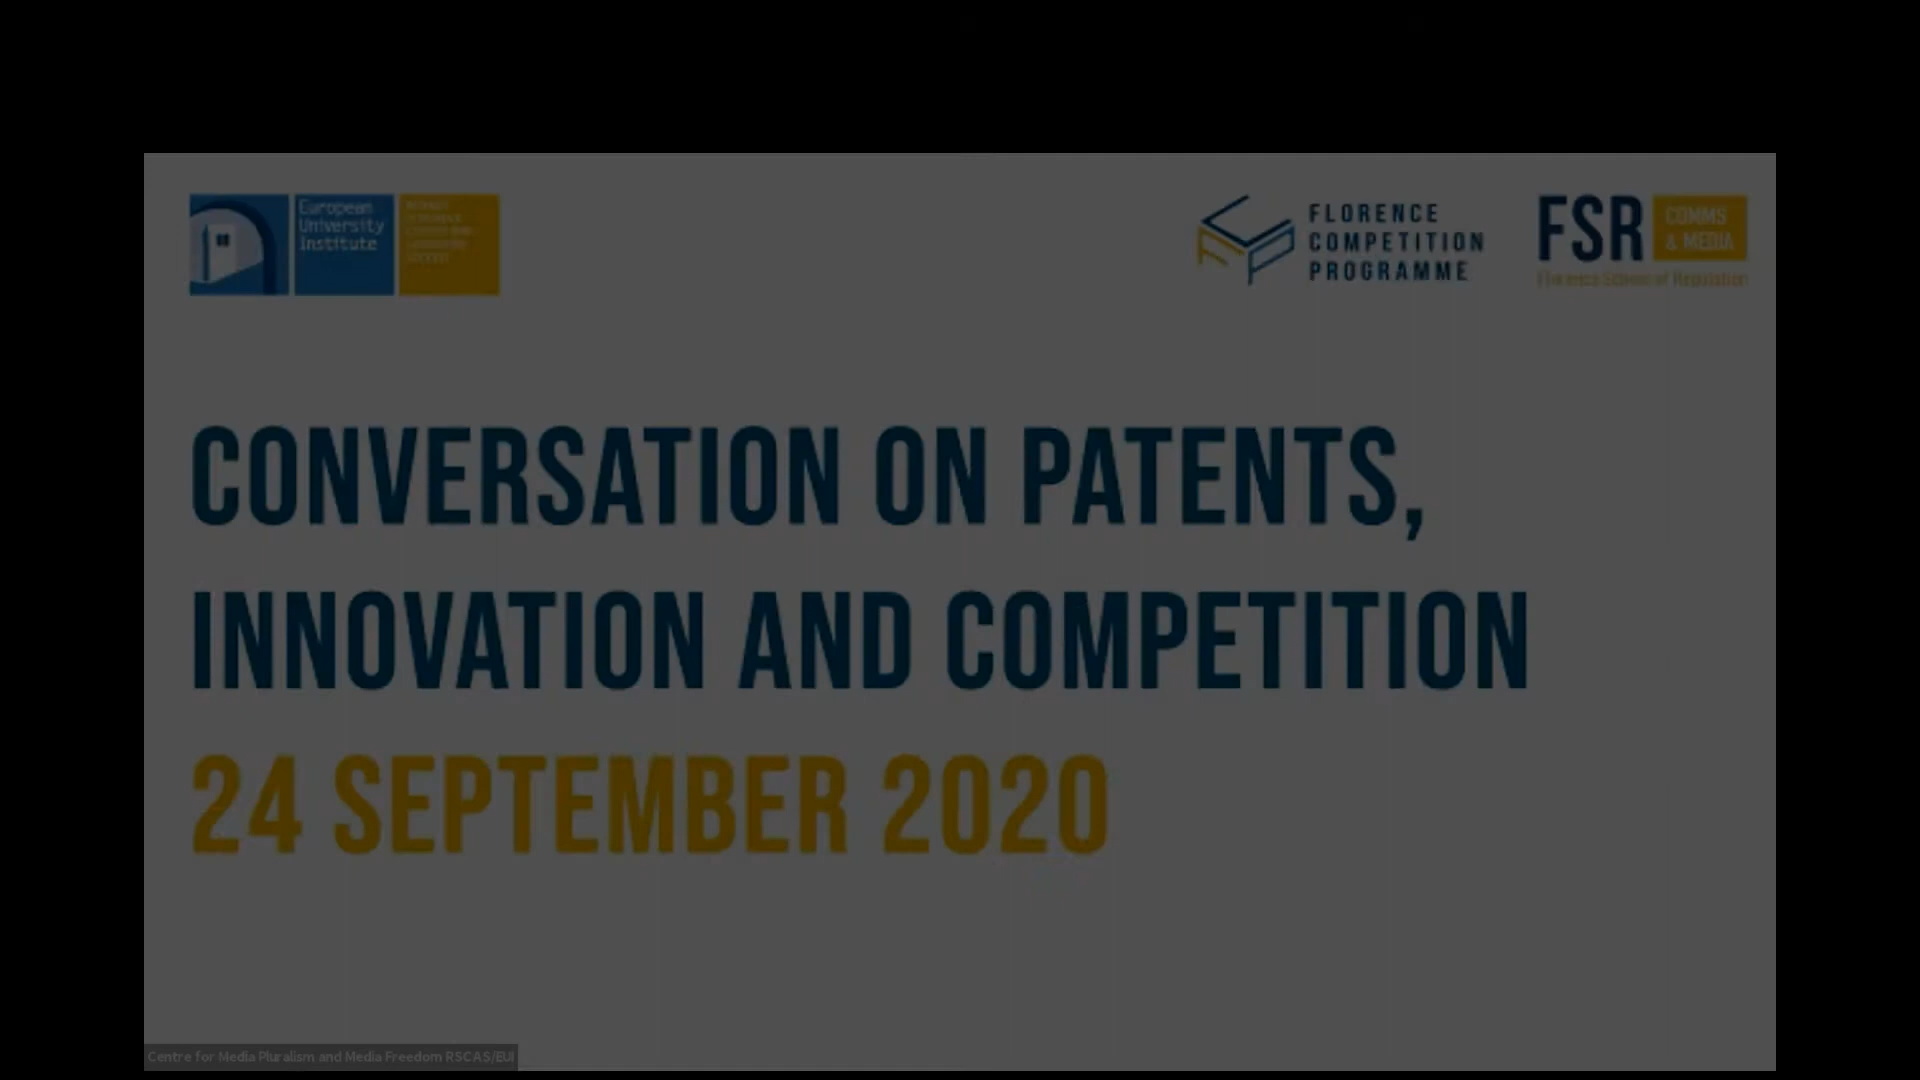 European
University
Institute
FLORENCE
COMPETITION
PROGRAMME
FSR
COMMS
& MEDIA
Florence School of Regulation
CONVERSATION ON PATENTS,
INNOVATION AND COMPETITION
24 SEPTEMBER 2020
Centre for Media Pluralism and Media Freedom RSCAS/EUI